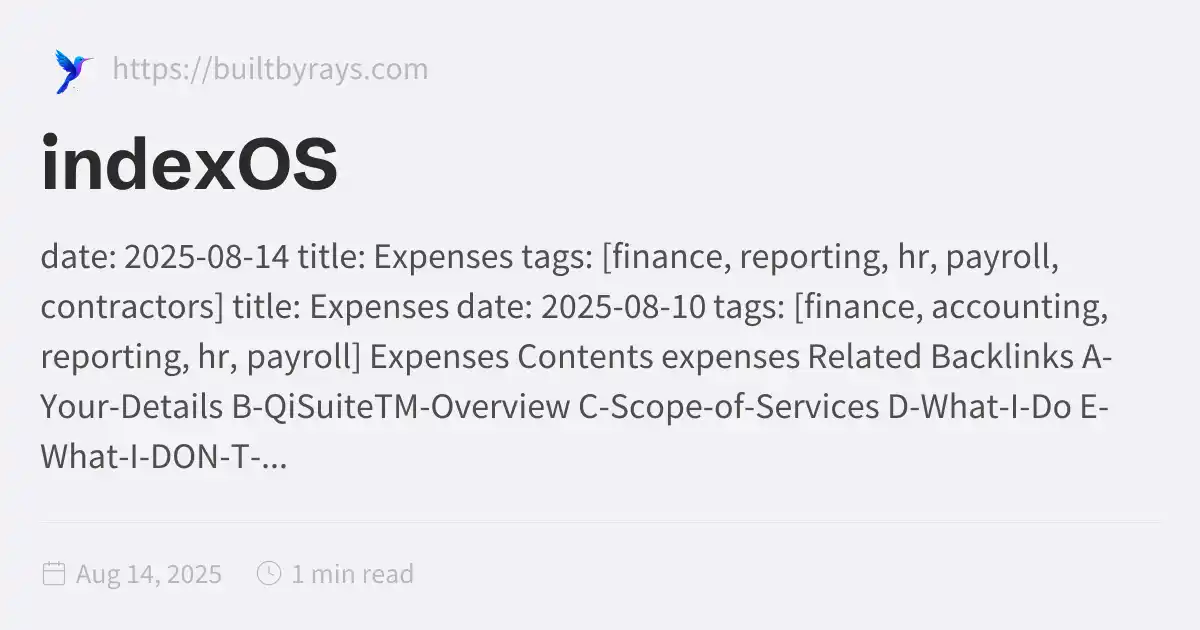 https://builtbyrays.com
indexOS
date: 2025-08-14 title: Expenses tags: [finance, reporting, hr, payroll,
contractors] title: Expenses date: 2025-08-10 tags: [finance, accounting,
reporting, hr, payroll] Expenses Contents expenses Related Backlinks A-
Your-Details B-QiSuiteTM-Overview C-Scope-of-Services D-What-I-Do E-
What-I-DON-T-...
Aug 14, 2025 1 min read